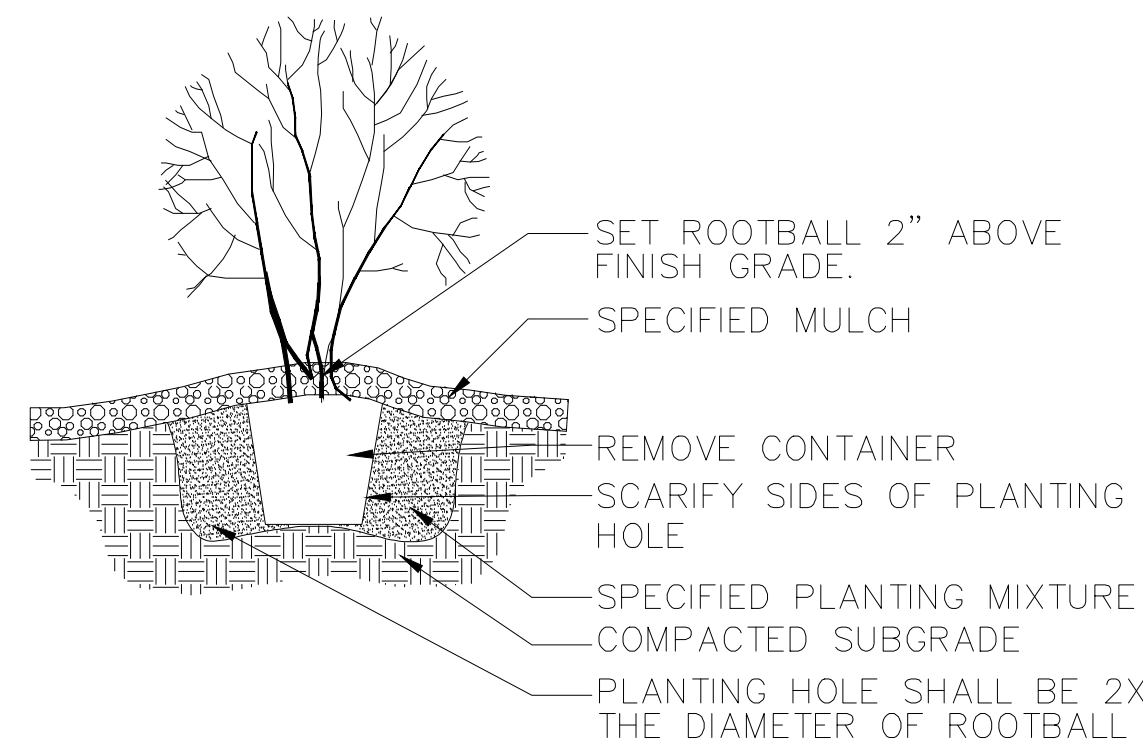 SET ROOTBALL 2” ABOVE
FINISH GRADE.
SPECIFIED MULCH
REMOVE CONTAINER
SCARIFY SIDES OF PLANTING
HOLE
SPECIFIED PLANTING MIXTURE
COMPACTED SUBGRADE
PLANTING HOLE SHALL BE 2X
THE DIAMETER OF ROOTBALL